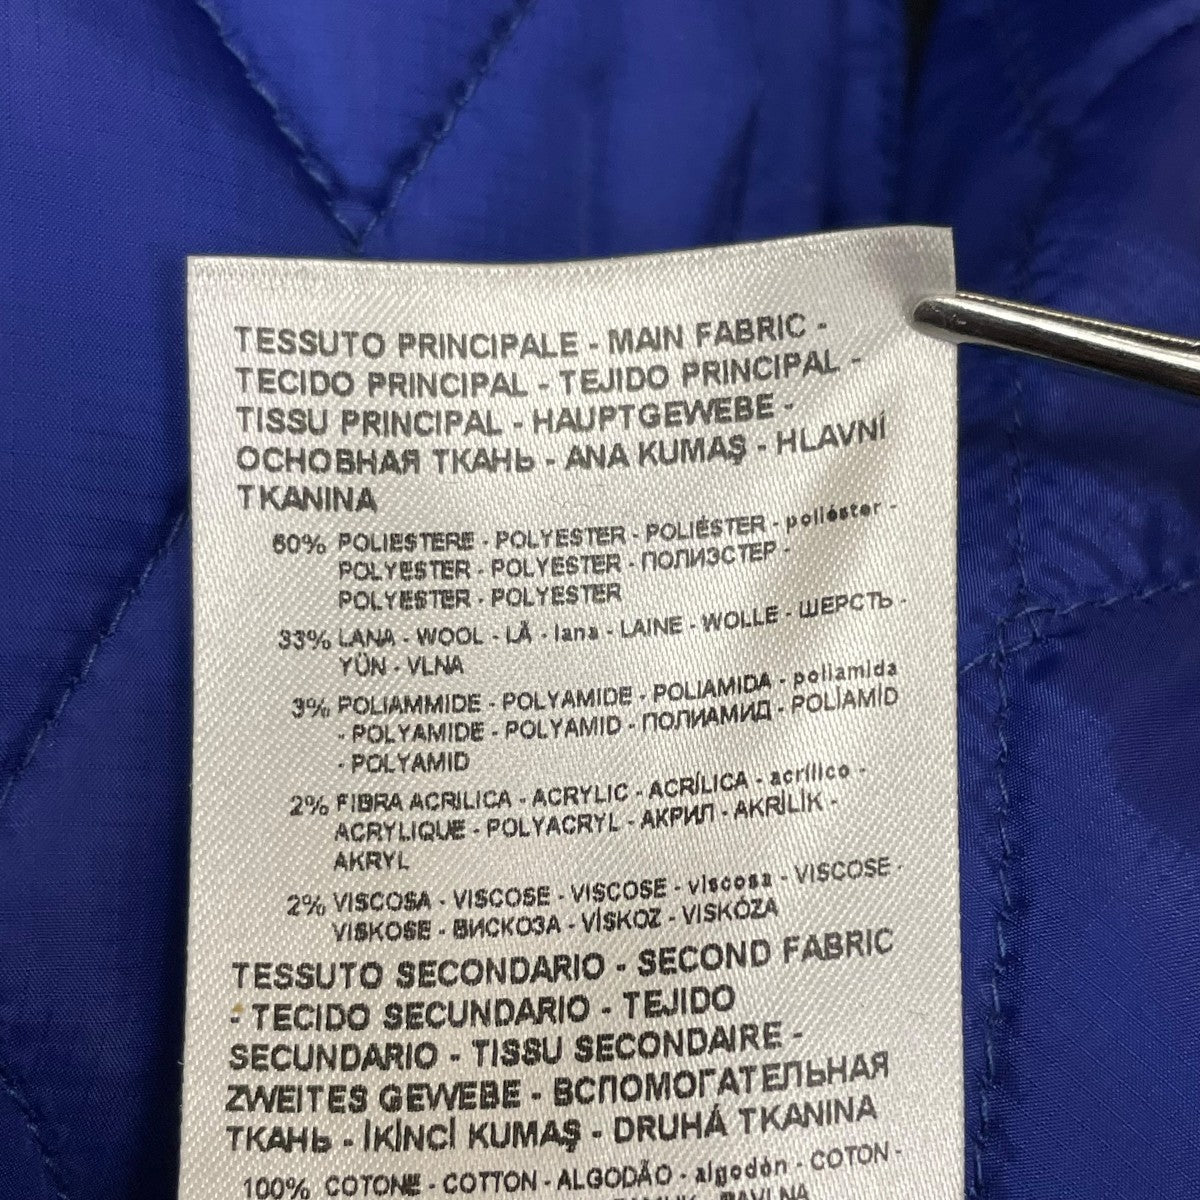 TESSUTO PRINCIPALE - MAIN FABRIC -
TECIDO PRINCIPAL - TEJIDO PRINCIPAL -
TISSU PRINCIPAL - HAUPTGEWEBE -
ОСНОВНАЯ ТКАНЬ - ANA KUMAŞ - HLAVNÍ
TKANINA
60% POLIESTERE - POLYESTER - POLIÉSTER - poliéster -
POLYESTER - POLYESTER - ПОЛИЭСТЕР -
POLYESTER - POLYESTER
33% LANA - WOOL - LÃ - lana - LAINE - WOLLE - ШЕРСТЬ -
YÜN - VLNA
3% POLIAMMIDE - POLYAMIDE - POLIAMIDA - poliamida
- POLYAMIDE - POLYAMID - ПОЛИАМИД - POLİAMİD
- POLYAMID
2% FIBRA ACRILICA - ACRYLIC - ACRÍLICA - acrílico -
ACRYLIQUE - POLYACRYL - АКРИЛ - AKRİLİK -
AKRYL
2% VISCOSA - VISCOSE - VISCOSE - viscosa - VISCOSE -
VISKOSE - ВИСКОЗА - VİSKOZ - VISKÓZA
TESSUTO SECONDARIO - SECOND FABRIC
- TECIDO SECUNDARIO - TEJIDO
SECUNDARIO - TISSU SECONDAIRE -
ZWEITES GEWEBE - ВСПОМОГАТЕЛЬНАЯ
ТКАНЬ - İKİNCİ KUMAŞ - DRUHÁ TKANINA
100% COTONE - COTTON - ALGODÃO - algodón - COTON -